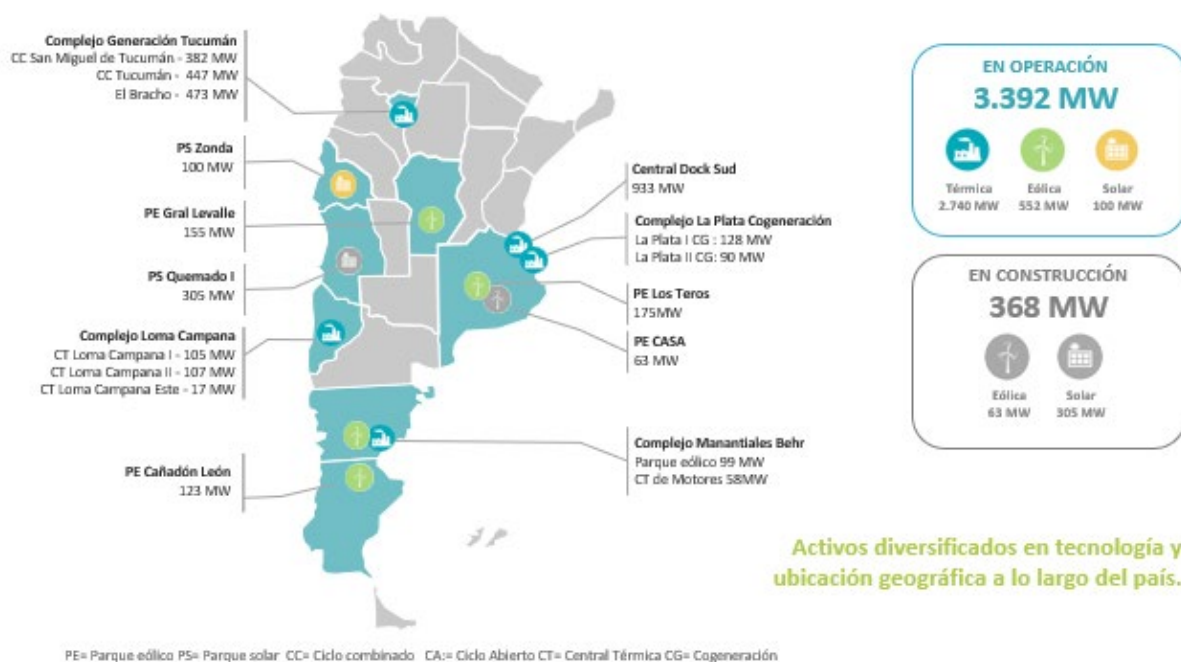 Complejo Generación Tucumán
CC San Miguel de Tucumán - 382 MW
CC Tucumán - 447 MW
El Bracho - 473 MW
PS Zonda
100 MW
PE Gral Levalle
155 MW
PS Quemado I
305 MW
Complejo Loma Campana
CT Loma Campana I - 105 MW
CT Loma Campana II - 107 MW
CT Loma Campana Este - 17 MW
PE Cañadón León
123 MW
Central Dock Sud
933 MW
Complejo La Plata Cogeneración
La Plata I CG : 128 MW
La Plata II CG: 90 MW
PE Los Teros
175MW
PE CASA
63 MW
Complejo Manantiales Behr
Parque eólico 99 MW
CT de Motores 58MW
EN OPERACIÓN
3.392 MW
Térmica Eólica Solar
2.740 MW 552 MW 100 MW
EN CONSTRUCCIÓN
368 MW
Eólica Solar
63 MW 305 MW
Activos diversificados en tecnología y
ubicación geográfica a lo largo del país.
PE= Parque eólico PS= Parque solar CC= Ciclo combinado CA:= Ciclo Abierto CT= Central Térmica CG= Cogeneración